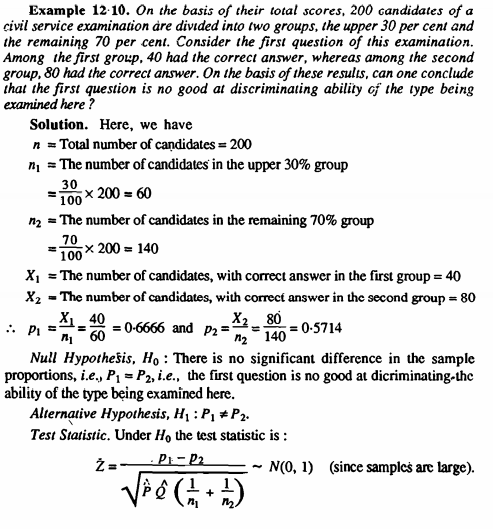 Example 12·10. On the basis of their total scores, 200 candidates of a
civil service examination are divided into two groups, the upper 30 per cent and
the remaining 70 per cent. Consider the first question of this examination.
Among the first group, 40 had the correct answer, whereas among the second
group, 80 had the correct answer. On the basis of these results, can one conclude
that the first question is no good at discriminating ability of the type being
examined here ?
Solution. Here, we have
n = Total number of candidates = 200
n₁ = The number of candidates in the upper 30% group
= 30/100 × 200 = 60
n₂ = The number of candidates in the remaining 70% group
= 70/100 × 200 = 140
X₁ = The number of candidates, with correct answer in the first group = 40
X₂ = The number of candidates, with correct answer in the second group = 80
∴ p₁ = X₁/n₁ = 40/60 = 0·6666 and p₂ = X₂/n₂ = 80/140 = 0·5714
Null Hypothesis, H₀ : There is no significant difference in the sample
proportions, i.e., P₁ = P₂, i.e., the first question is no good at dicriminating the
ability of the type being examined here.
Alternative Hypothesis, H₁ : P₁ ≠ P₂.
Test Statistic. Under H₀ the test statistic is :
Z = (p₁ − p₂) / √(P̂ Q̂ (1/n₁ + 1/n₂)) ~ N(0, 1) (since samples are large).